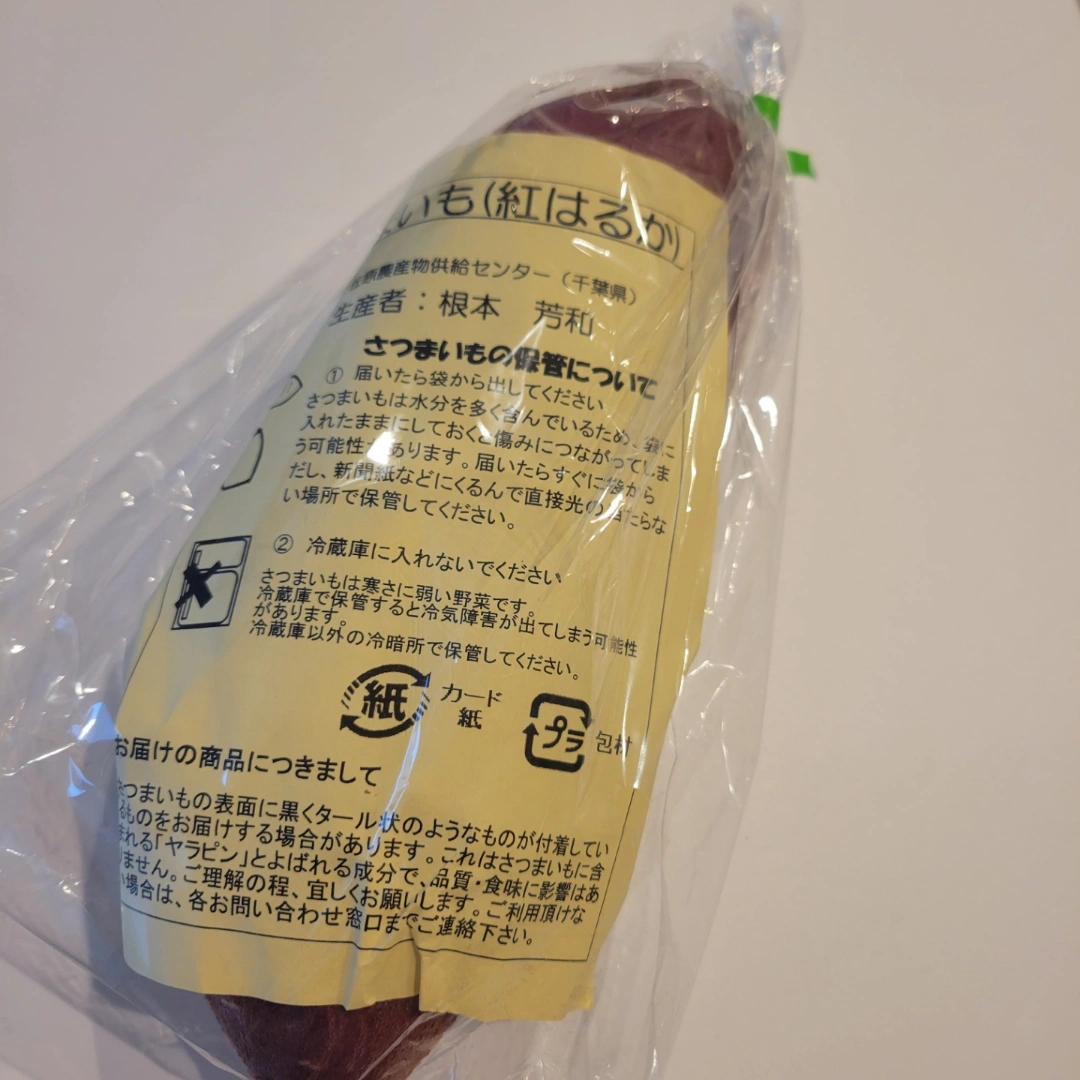 いも(紅はるか)
農産物供給センター(千葉県)
生産者:根本 芳和
さつまいもの保管について
① 届いたら袋から出してください
さつまいもは水分を多く含んでいるため、袋に
入れたままにしておくと傷みにつながってしま
う可能性があります。届いたらすぐに袋から
だし、新聞紙などにくるんで直接光の当たらな
い場所で保管してください。
② 冷蔵庫に入れないでください
さつまいもは寒さに弱い野菜です。
冷蔵庫で保管すると冷気障害が出てしまう可能性
があります。
冷蔵庫以外の冷暗所で保管してください。
紙 カード
紙
プラ 包材
お届けの商品につきまして
さつまいもの表面に黒くタール状のようなものが付着してい
るものをお届けする場合があります。これはさつまいもに含
まれる「ヤラピン」とよばれる成分で、品質・食味に影響はあ
りません。ご理解の程、宜しくお願いします。ご利用頂けな
い場合は、各お問い合わせ窓口までご連絡下さい。